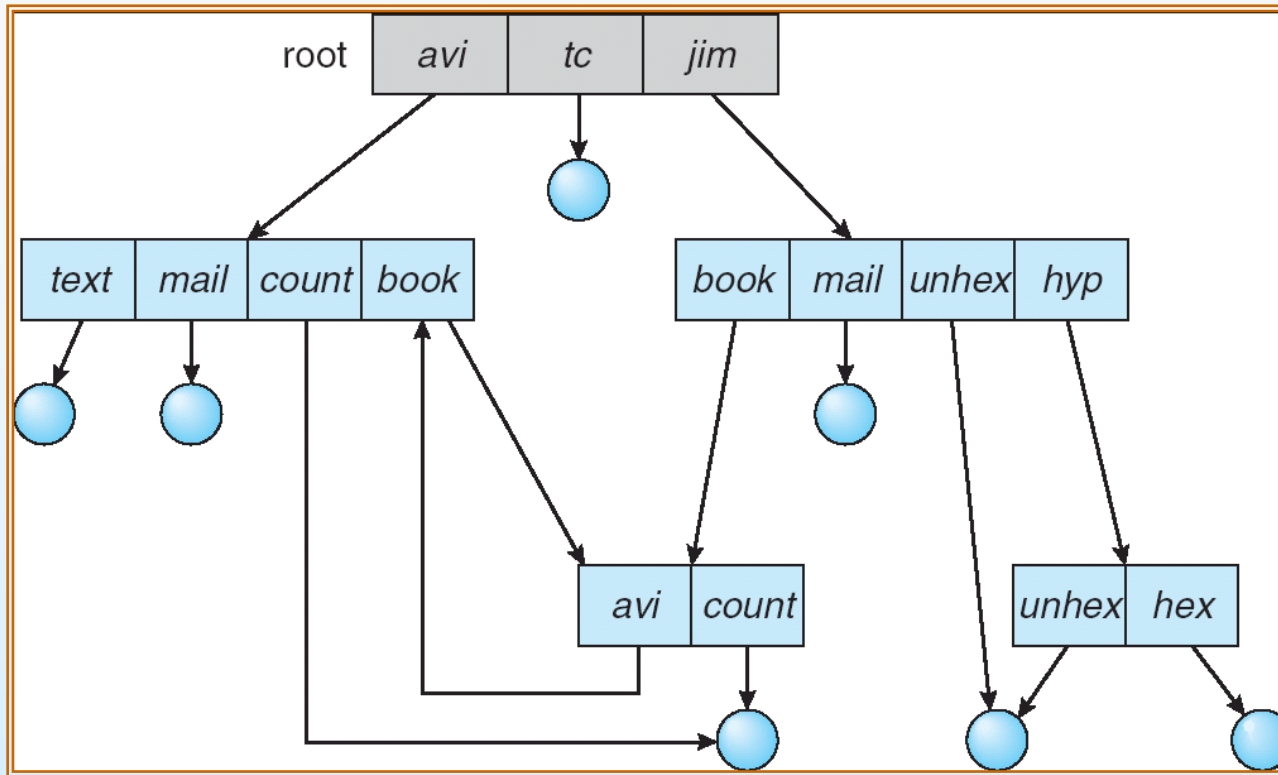 root avi tc jim
text mail count book book mail unhex hyp
avi count unhex hex